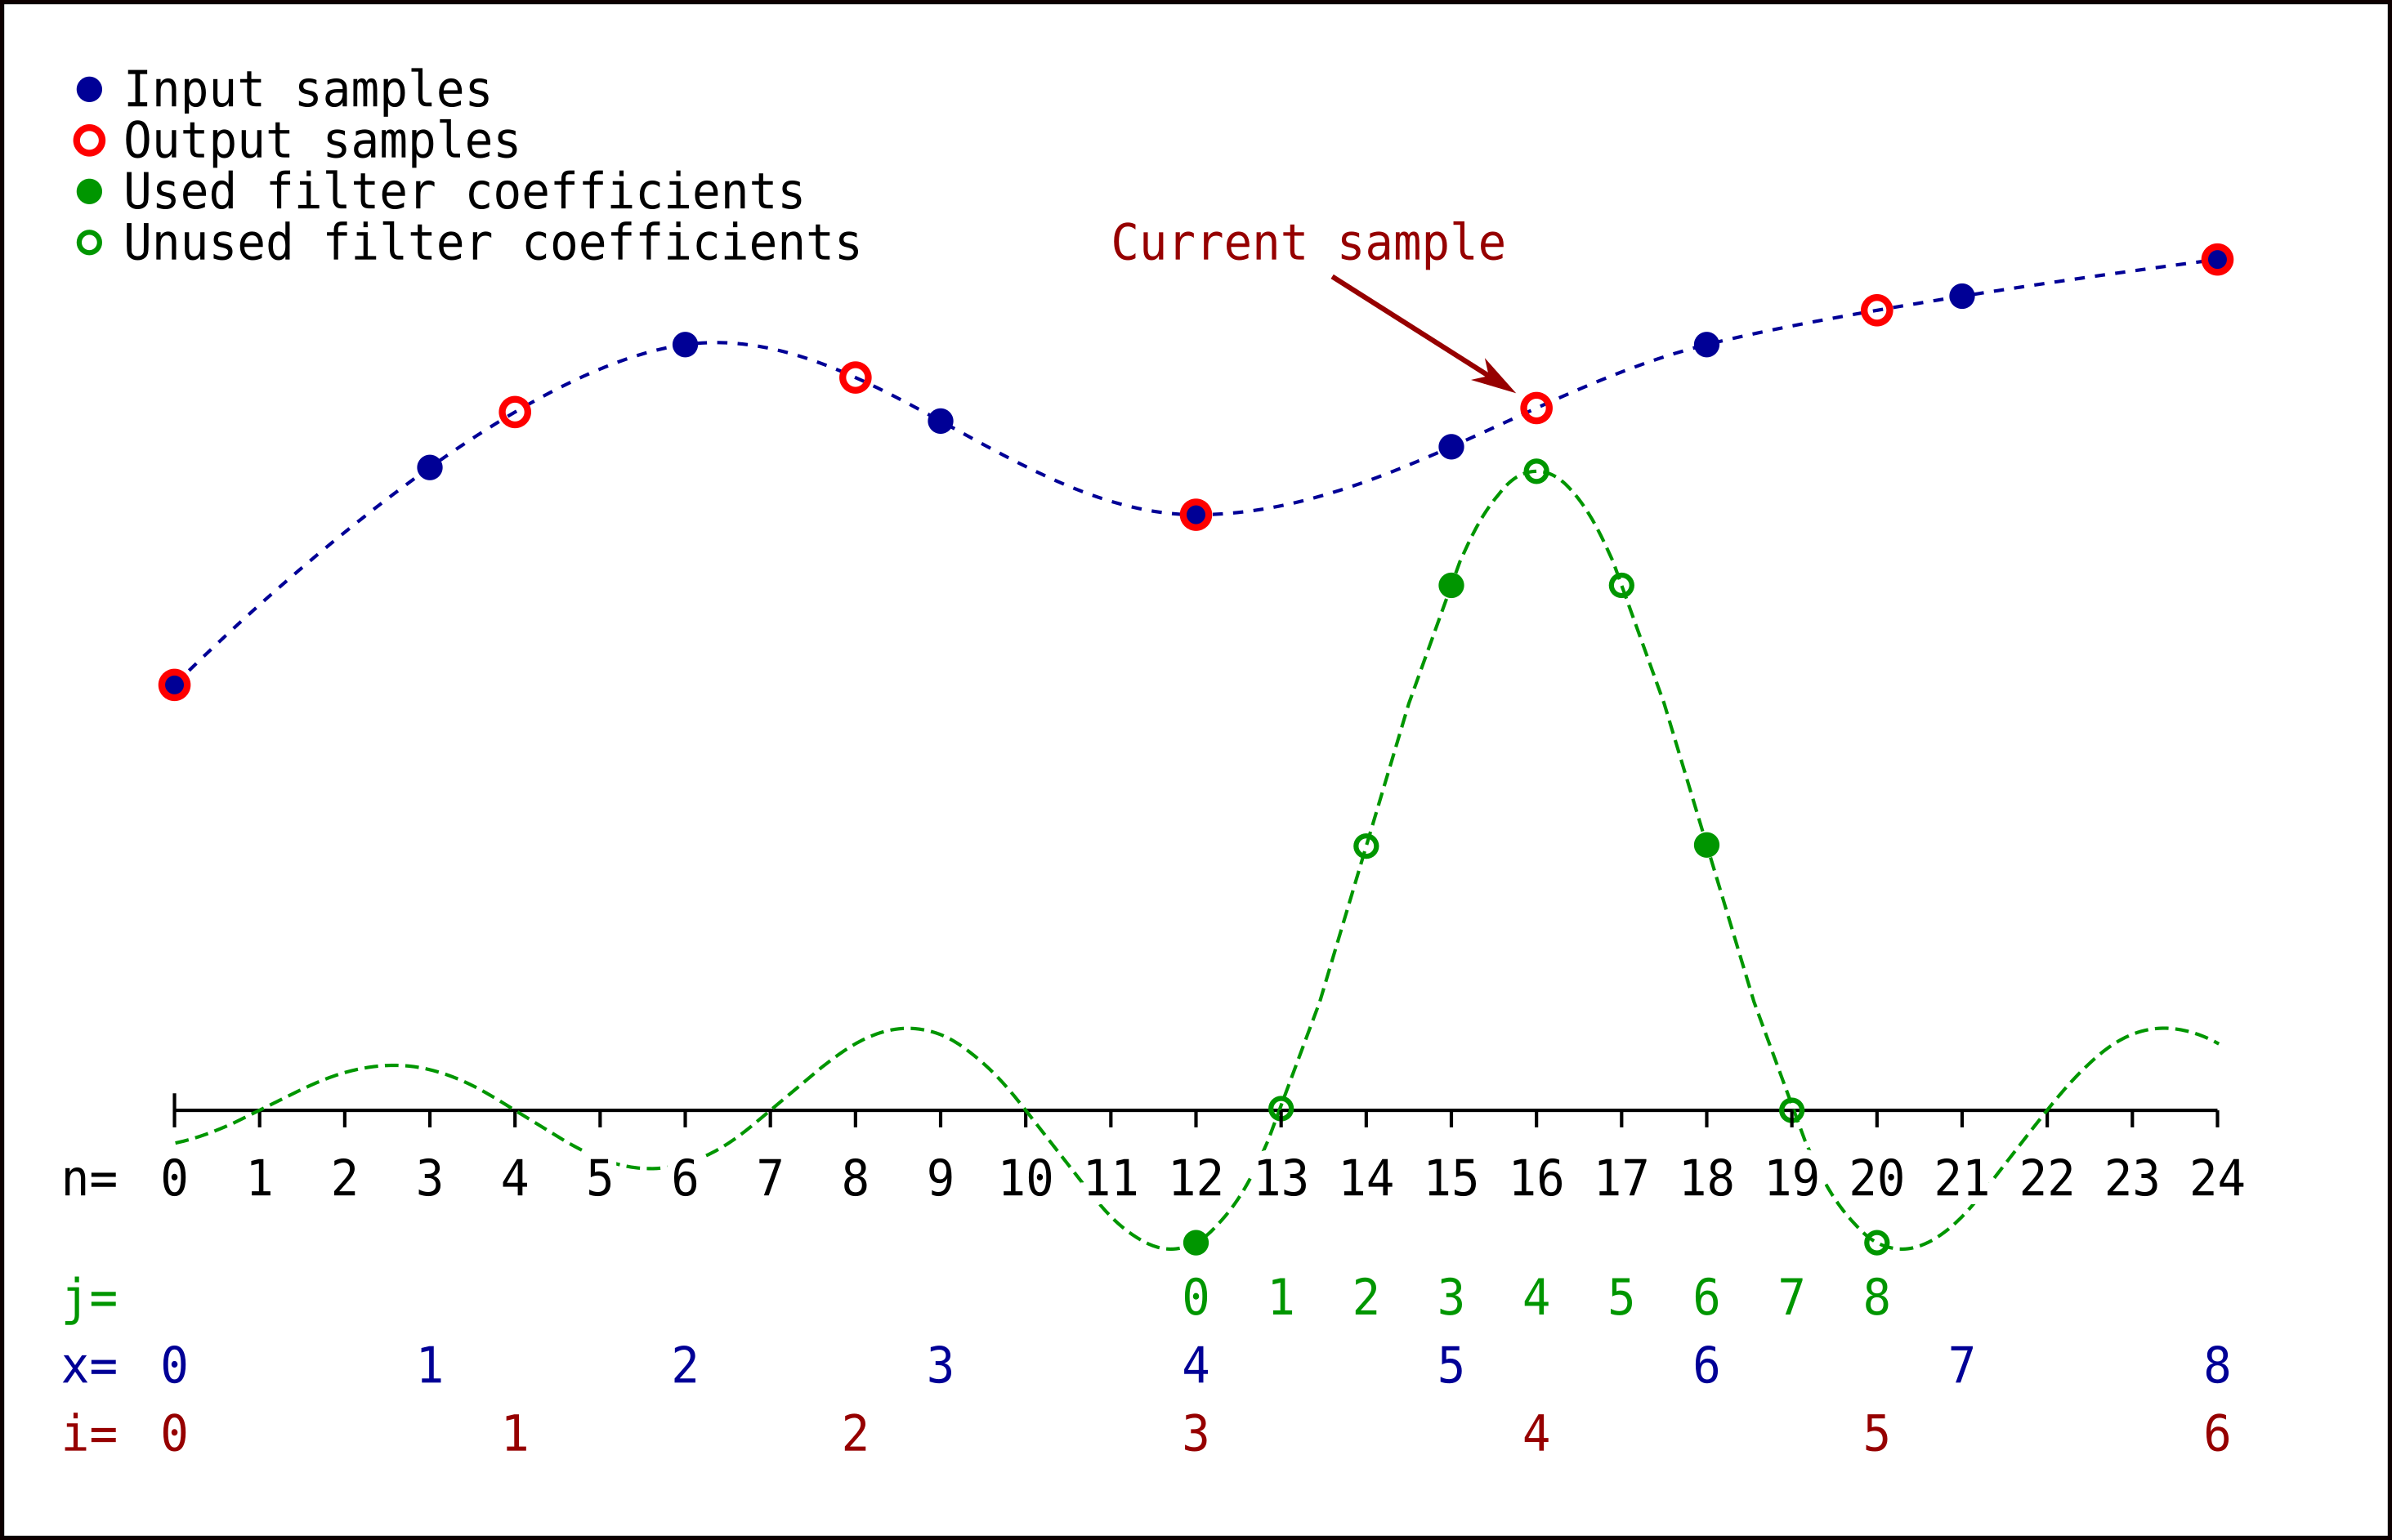 Input samples
Output samples
Used filter coefficients
Unused filter coefficients
Current sample
n= 0 1 2 3 4 5 6 7 8 9 10 11 12 13 14 15 16 17 18 19 20 21 22 23 24
j= 0 1 2 3 4 5 6 7 8
x= 0 1 2 3 4 5 6 7 8
i= 0 1 2 3 4 5 6